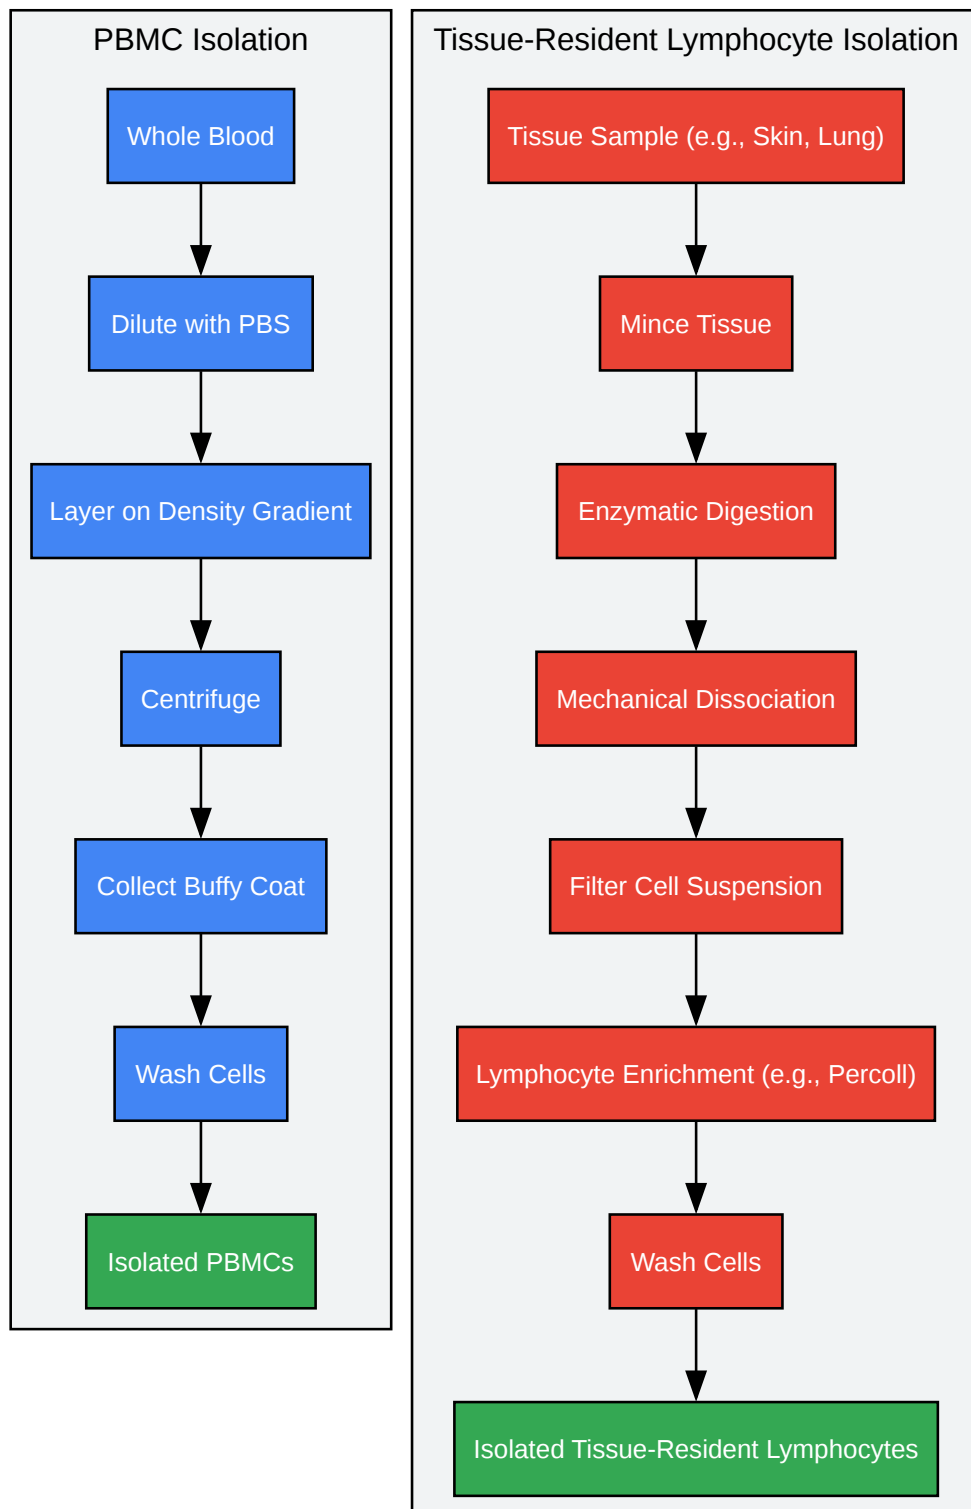 PBMC Isolation
Whole Blood
Dilute with PBS
Layer on Density Gradient
Centrifuge
Collect Buffy Coat
Wash Cells
Isolated PBMCs
Tissue-Resident Lymphocyte Isolation
Tissue Sample (e.g., Skin, Lung)
Mince Tissue
Enzymatic Digestion
Mechanical Dissociation
Filter Cell Suspension
Lymphocyte Enrichment (e.g., Percoll)
Wash Cells
Isolated Tissue-Resident Lymphocytes